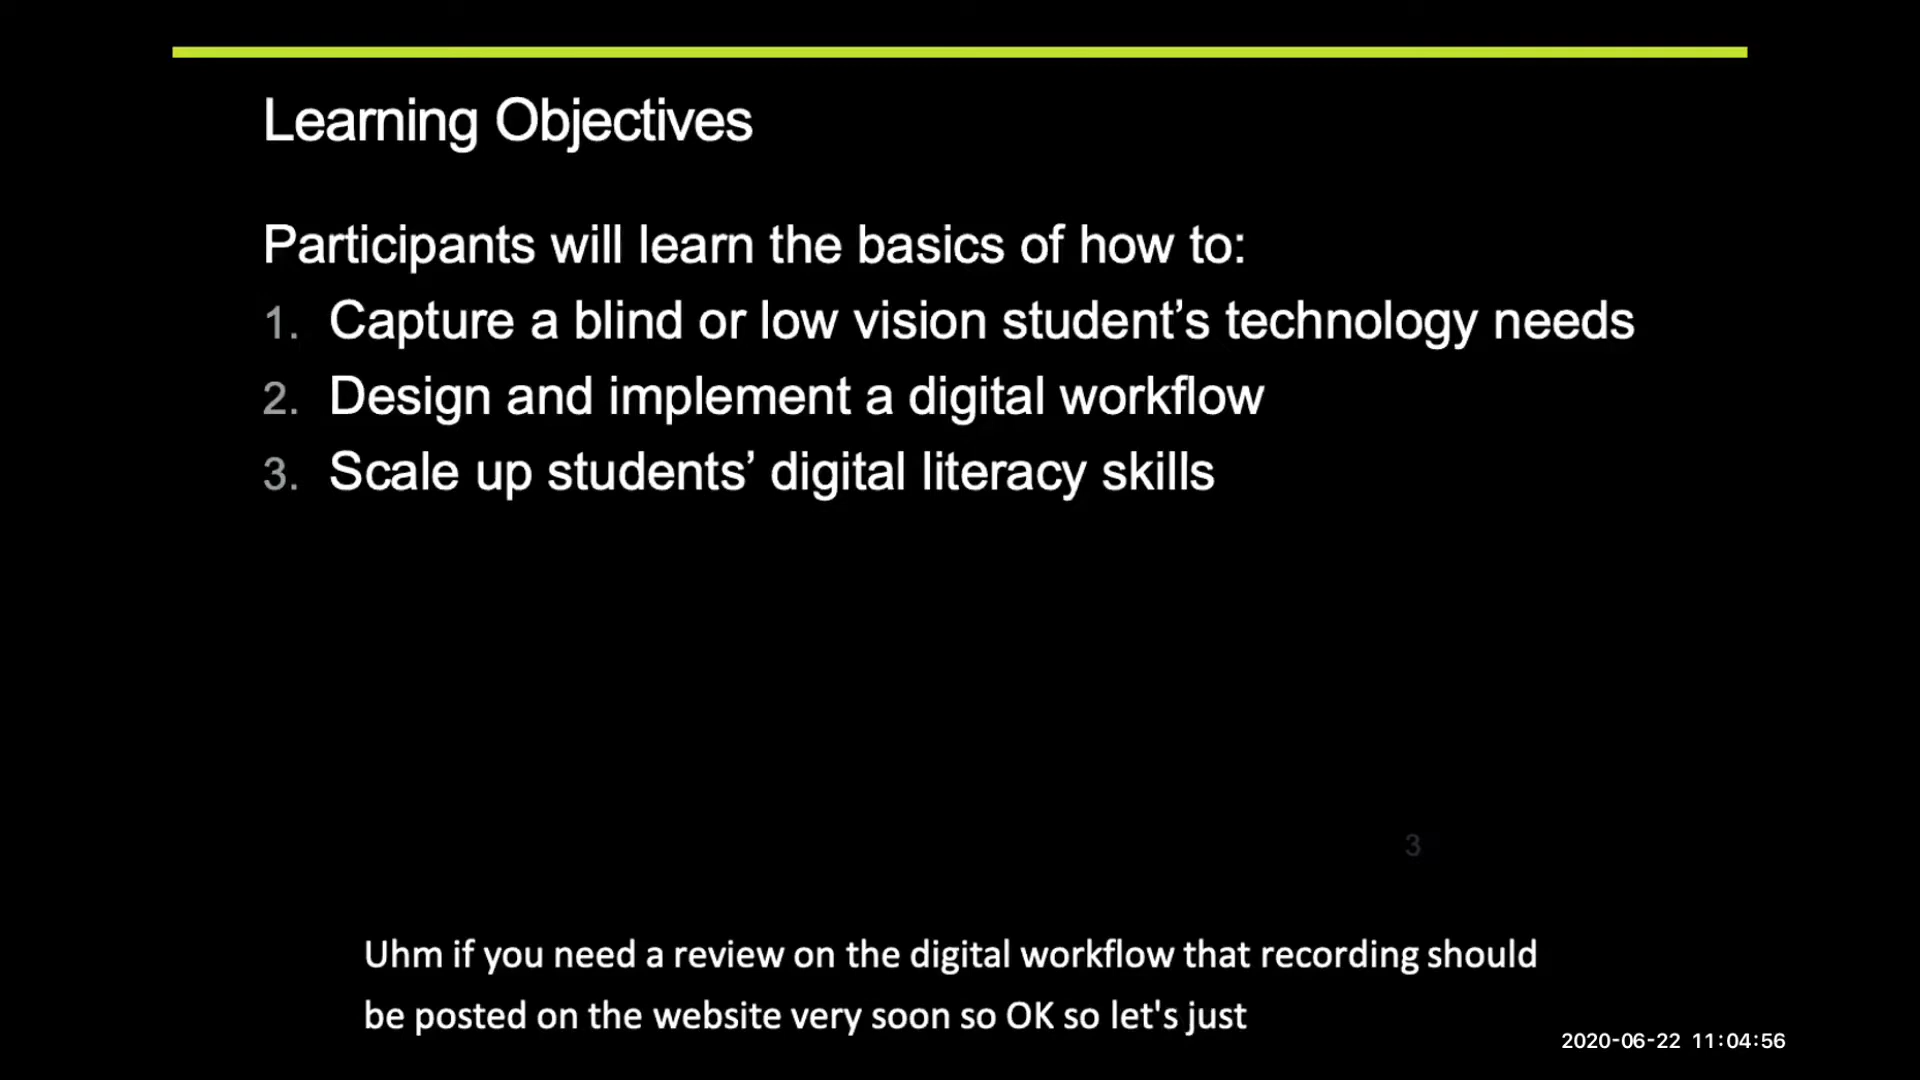 Learning Objectives
Participants will learn the basics of how to:
1. Capture a blind or low vision student’s technology needs
2. Design and implement a digital workflow
3. Scale up students’ digital literacy skills
3
Uhm if you need a review on the digital workflow that recording should
be posted on the website very soon so OK so let's just
2020-06-22 11:04:56